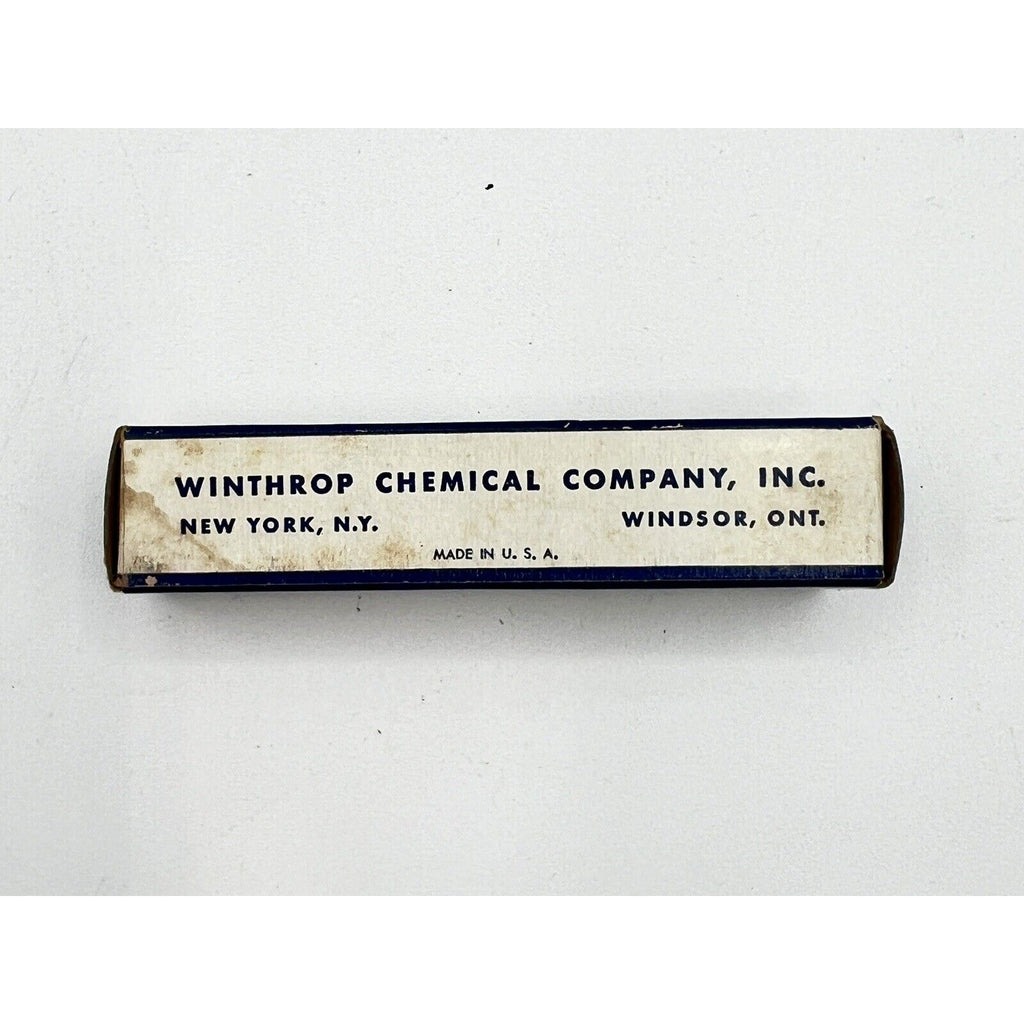 WINTHROP CHEMICAL COMPANY, INC.
NEW YORK, N.Y. WINDSOR, ONT.
MADE IN U. S. A.